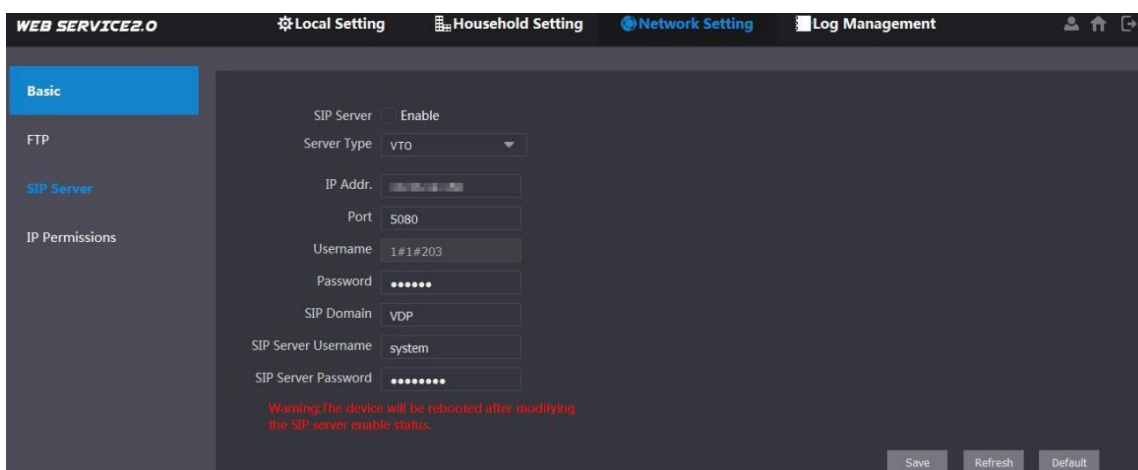 WEB SERVICE2.0 Local Setting Household Setting Network Setting Log Management
Basic
FTP
SIP Server
IP Permissions
SIP Server Enable
Server Type VTO
IP Addr.
Port 5080
Username 1#1#203
Password ••••••
SIP Domain VDP
SIP Server Username system
SIP Server Password ••••••••
Warning:The device will be rebooted after modifying
the SIP server enable status.
Save Refresh Default